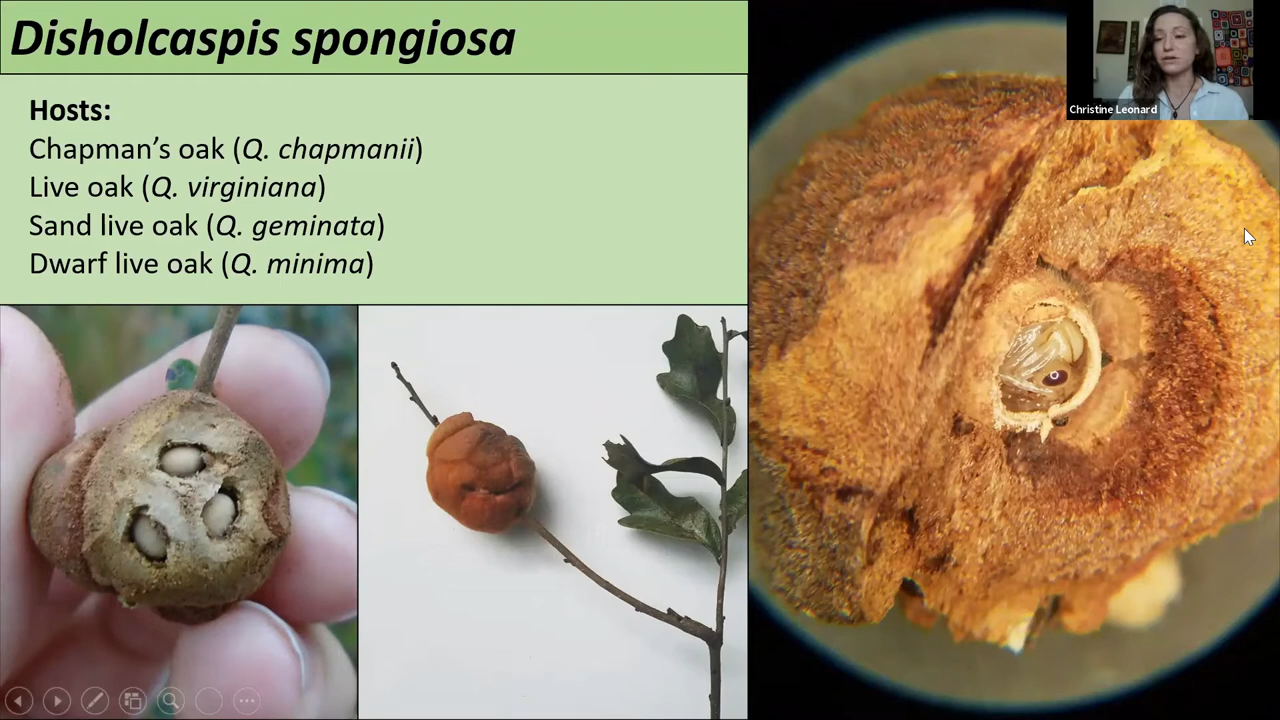 Disholcaspis spongiosa
Hosts:
Chapman’s oak (Q. chapmanii)
Live oak (Q. virginiana)
Sand live oak (Q. geminata)
Dwarf live oak (Q. minima)
Christine Leonard